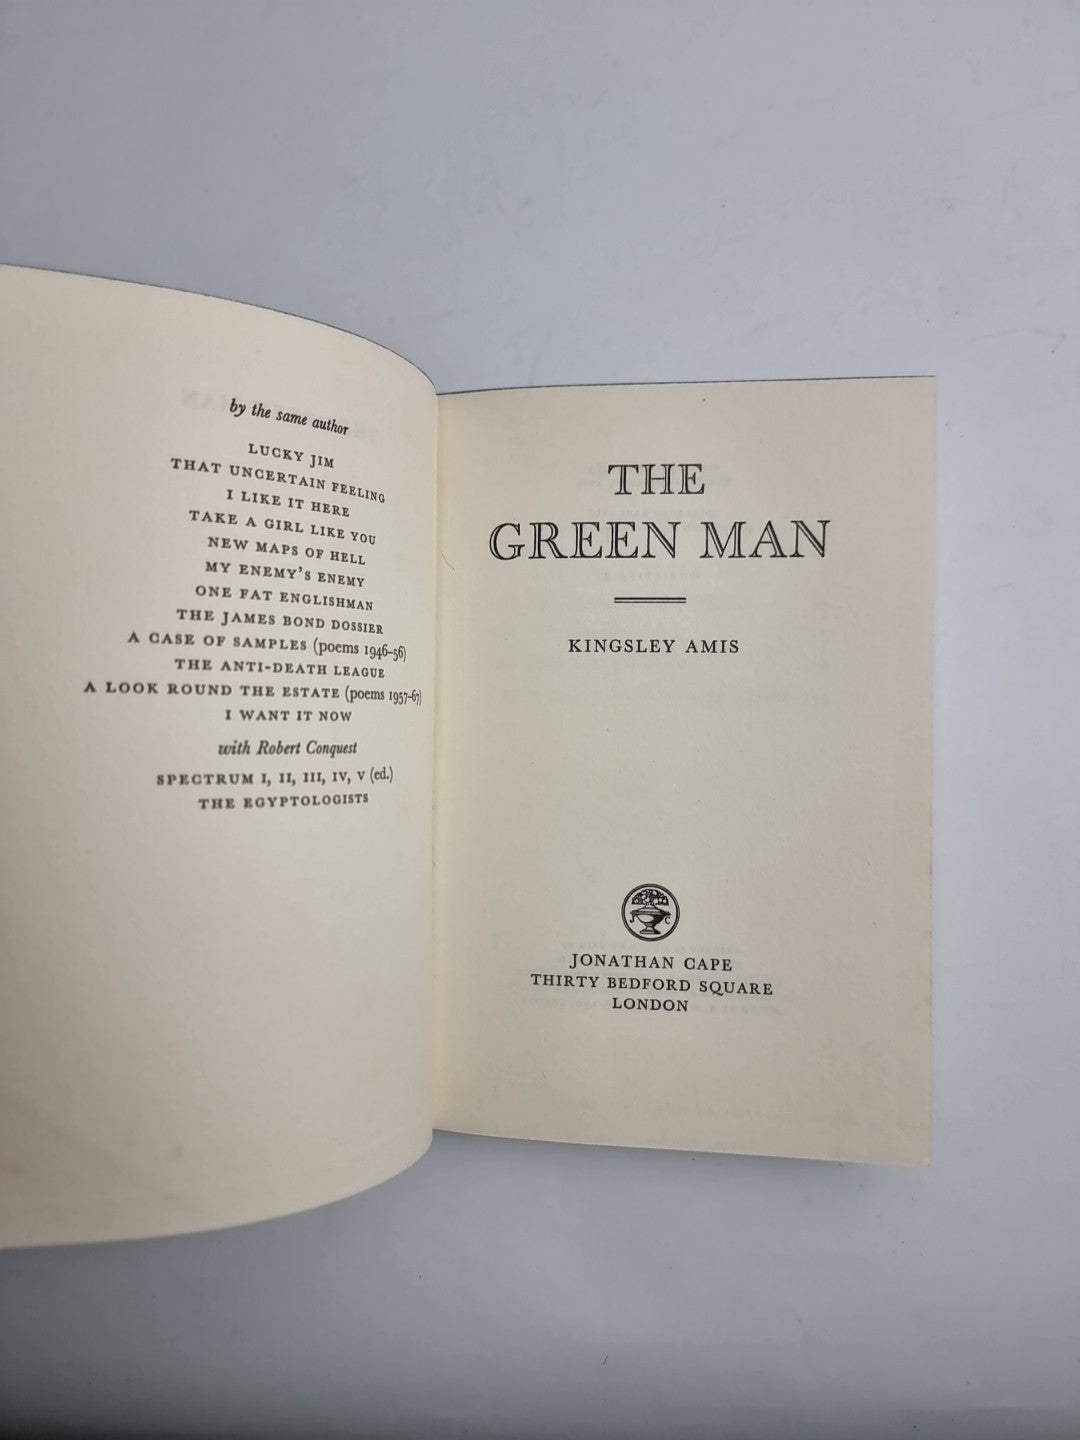 by the same author
LUCKY JIM
THAT UNCERTAIN FEELING
I LIKE IT HERE
TAKE A GIRL LIKE YOU
NEW MAPS OF HELL
MY ENEMY'S ENEMY
ONE FAT ENGLISHMAN
THE JAMES BOND DOSSIER
A CASE OF SAMPLES (poems 1946–56)
THE ANTI-DEATH LEAGUE
A LOOK ROUND THE ESTATE (poems 1957–67)
I WANT IT NOW
with Robert Conquest
SPECTRUM I, II, III, IV, V (ed.)
THE EGYPTOLOGISTS
THE
GREEN MAN
KINGSLEY AMIS
J C
JONATHAN CAPE
THIRTY BEDFORD SQUARE
LONDON